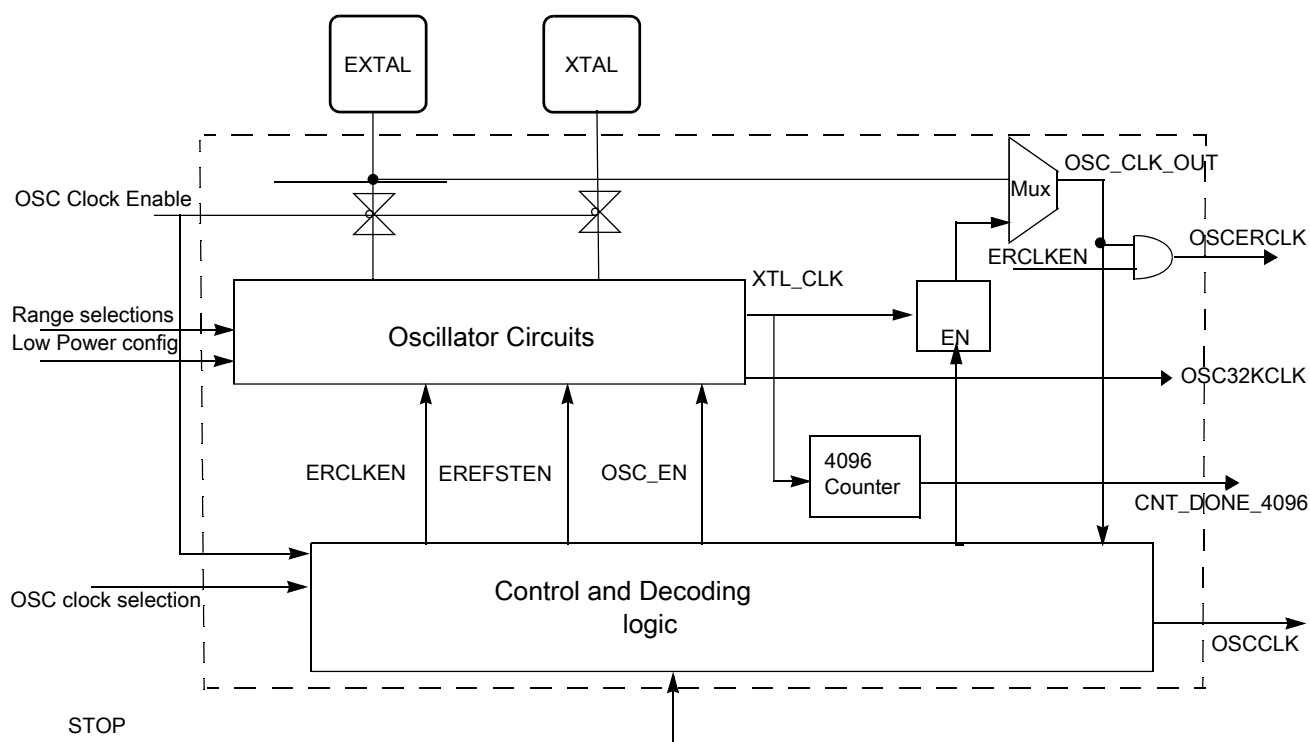 EXTAL
XTAL
OSC_CLK_OUT
Mux
OSC Clock Enable
OSCERCLK
ERCLKEN
XTL_CLK
Range selections
Oscillator Circuits
Low Power config
EN
OSC32KCLK
ERCLKEN
EREFSTEN
OSC_EN
4096
Counter
CNT_DONE_4096
Control and Decoding
logic
OSC clock selection
OSCCLK
STOP